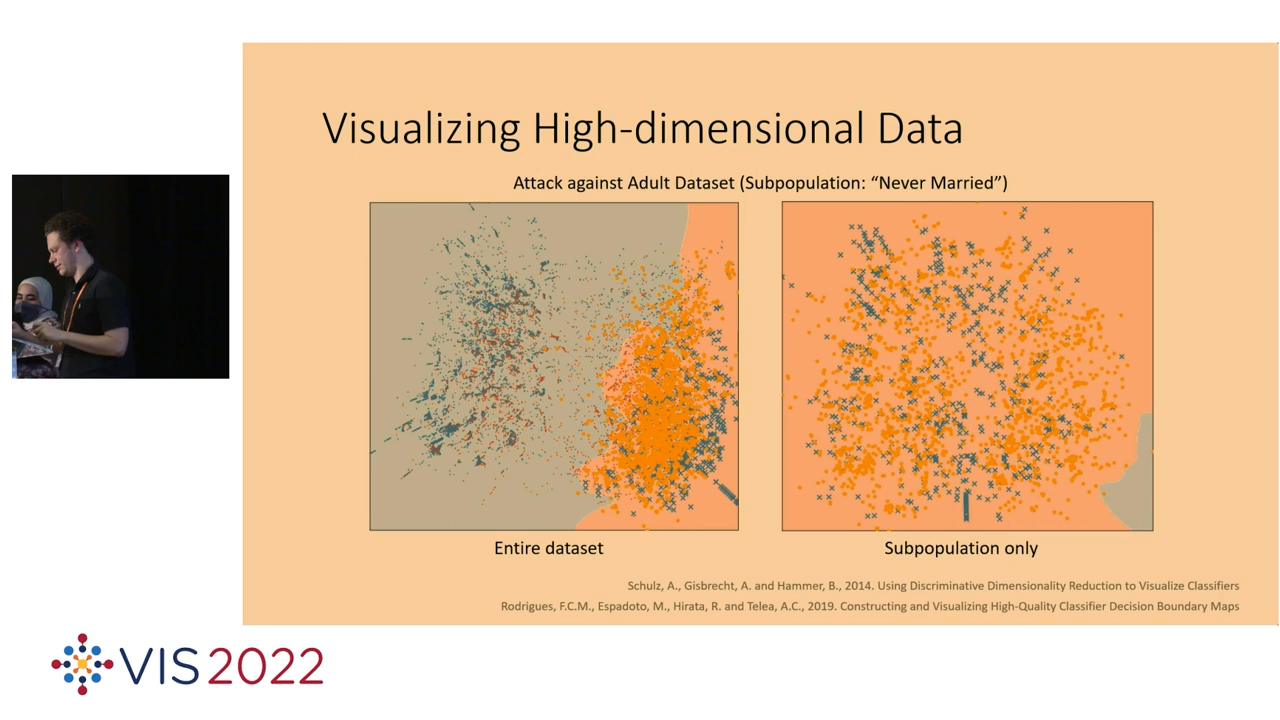 Visualizing High-dimensional Data
Attack against Adult Dataset (Subpopulation: “Never Married”)
Entire dataset
Subpopulation only
Schulz, A., Gisbrecht, A. and Hammer, B., 2014. Using Discriminative Dimensionality Reduction to Visualize Classifiers
Rodrigues, F.C.M., Espadoto, M., Hirata, R. and Telea, A.C., 2019. Constructing and Visualizing High-Quality Classifier Decision Boundary Maps
VIS2022